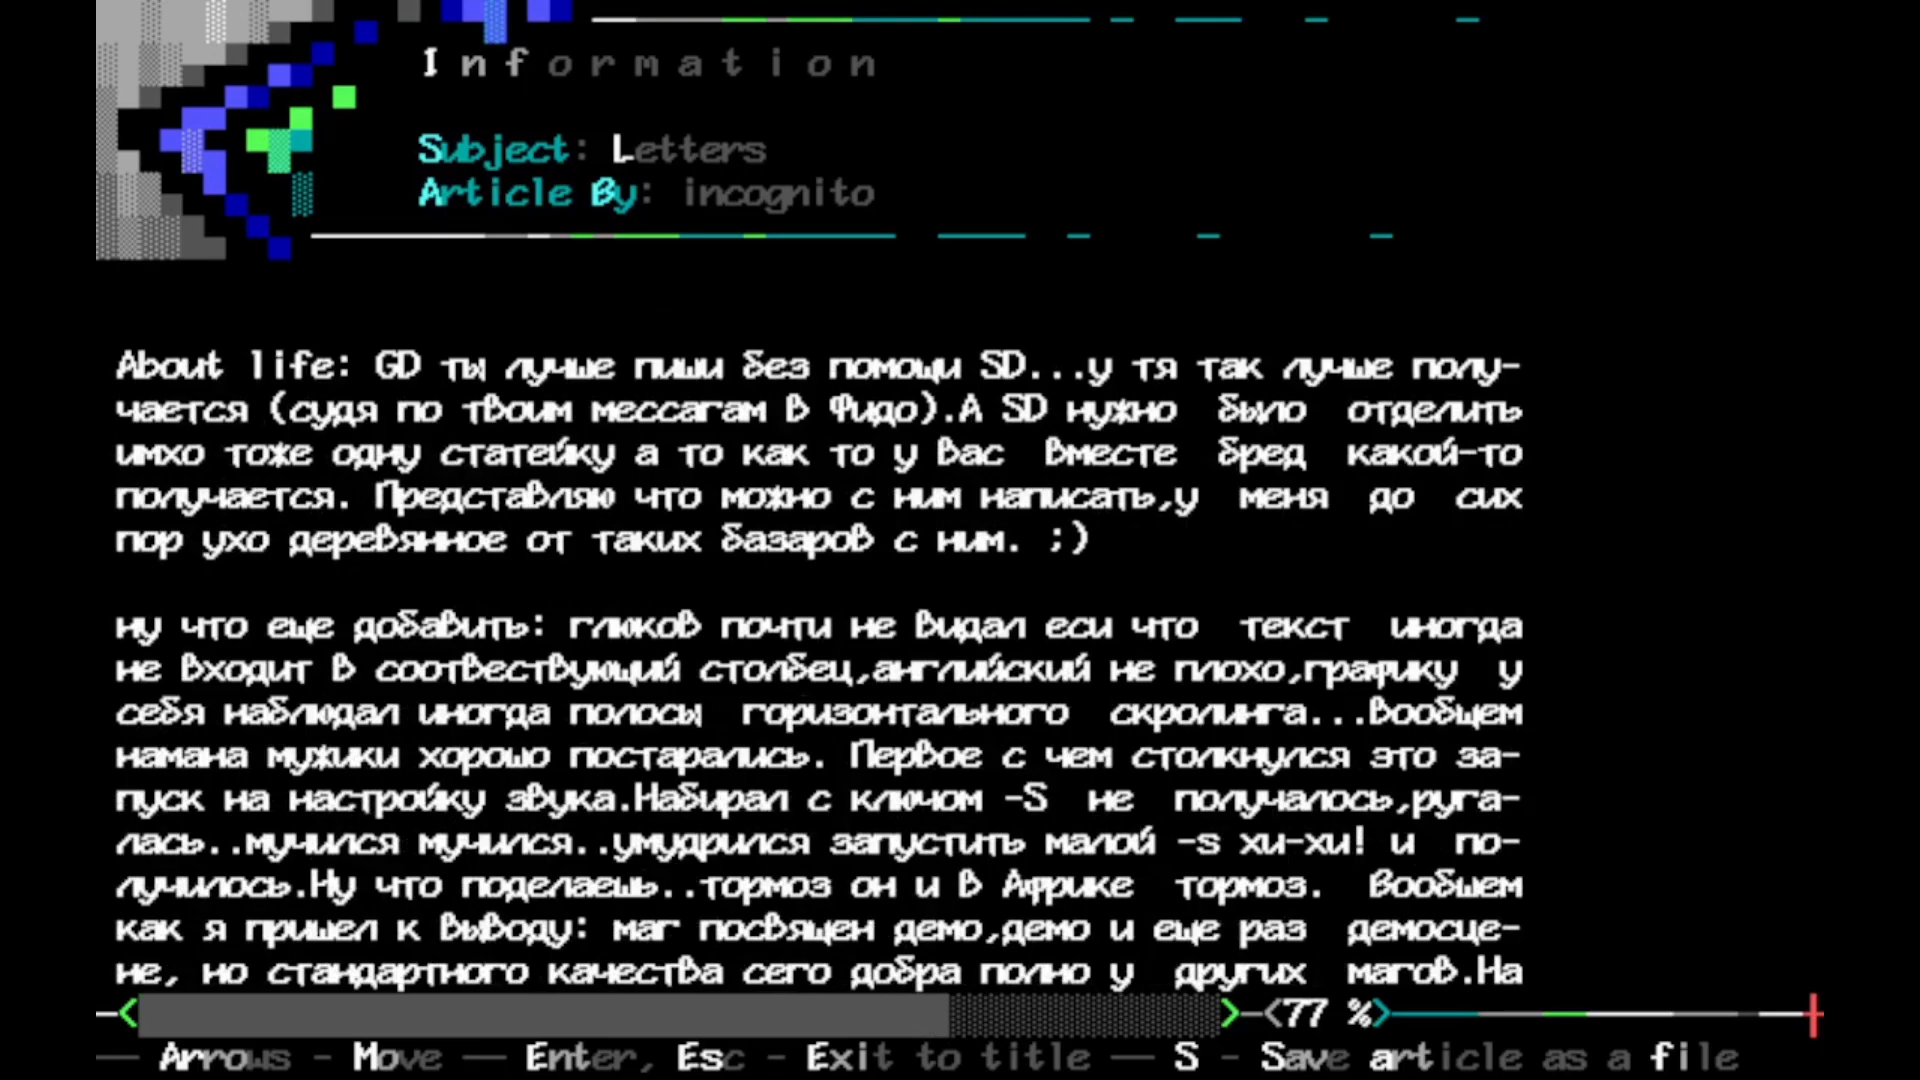 Information
Subject: Letters
Article By: incognito
About life: GD ты лучше пиши без помощи SD...у тя так лучше полу-
чается (судя по твоим мессагам в Фидо).А SD нужно было отделить
имхо тоже одну статейку а то как то у вас вместе бред какой-то
получается. Представляю что можно с ним написать,у меня до сих
пор ухо деревянное от таких базаров с ним. ;)
ну что еще добавить: глюков почти не видал еси что текст иногда
не входит в соотвествующий столбец,английский не плохо,графику у
себя наблюдал иногда полосы горизонтального скролинга...Вообщем
намана мужики хорошо постарались. Первое с чем столкнулся это за-
пуск на настройку звука.Набирал с ключом -S не получалось,руга-
лась..мучился мучился..умудрился запустить малой -s хи-хи! и по-
лучилось.Ну что поделаешь..тормоз он и в Африке тормоз. Вообшем
как я пришел к выводу: маг посвящен демо,демо и еще раз демосце-
не, но стандартного качества сего добра полно у других магов.На
77 %
Arrows - Move — Enter, Esc - Exit to title — S - Save article as a file